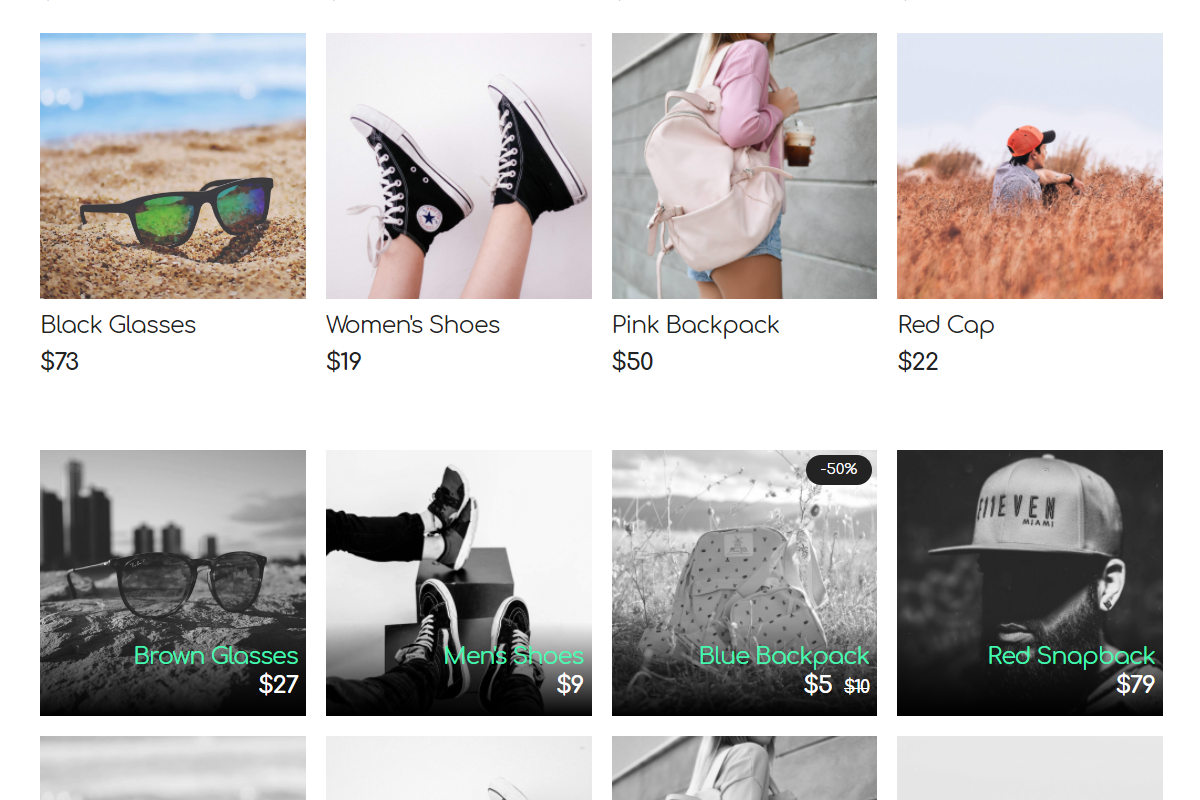 Black Glasses
$73
Women's Shoes
$19
Pink Backpack
$50
Red Cap
$22
-50%
E11EVEN
MIAMI
Brown Glasses
$27
Men's Shoes
$9
Blue Backpack
$5 $10
Red Snapback
$79